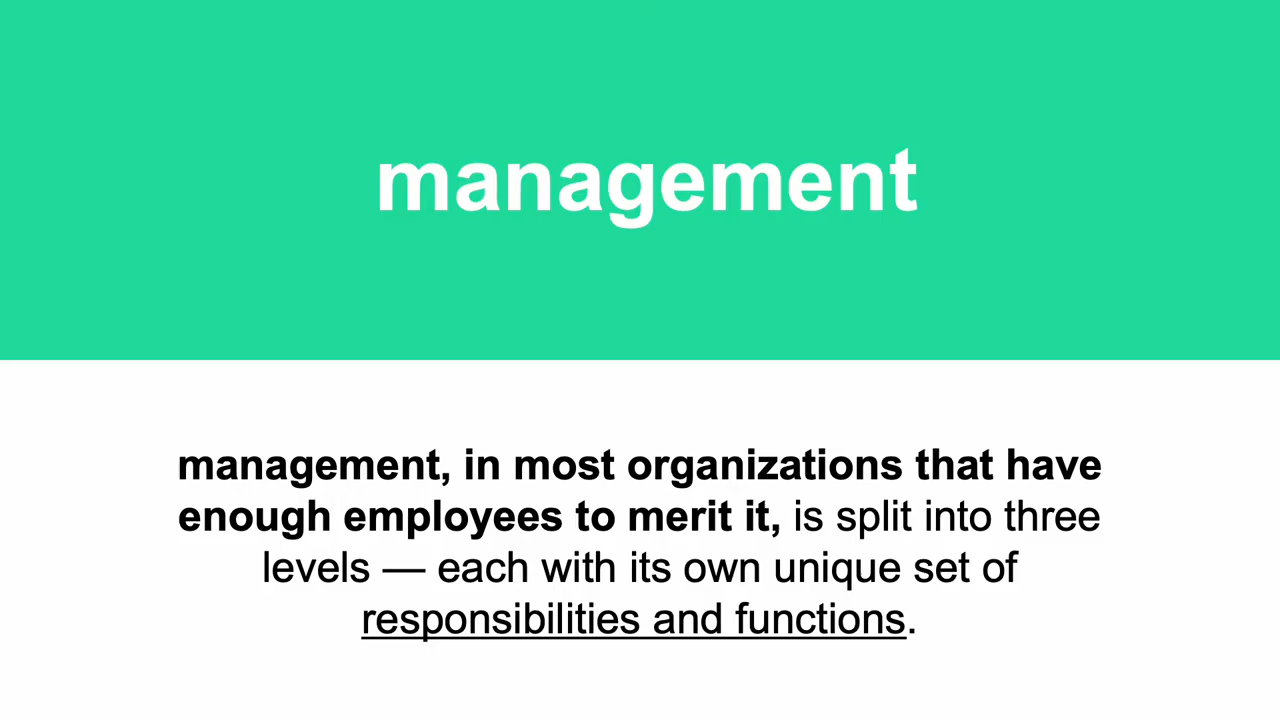 management
management, in most organizations that have
enough employees to merit it, is split into three
levels — each with its own unique set of
responsibilities and functions.